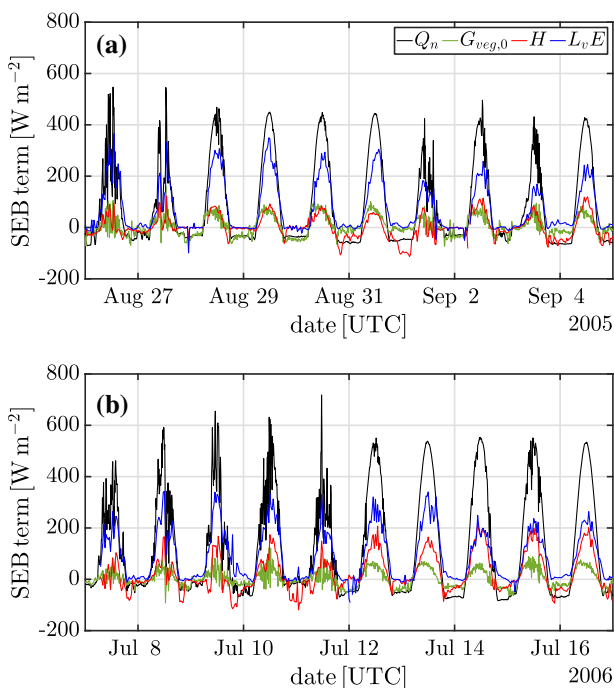 (a)
Q_n G_{veg,0} H L_vE
800
600
400
200
0
-200
SEB term [W m⁻²]
Aug 27 Aug 29 Aug 31 Sep 2 Sep 4
date [UTC] 2005
(b)
800
600
400
200
0
-200
SEB term [W m⁻²]
Jul 8 Jul 10 Jul 12 Jul 14 Jul 16
date [UTC] 2006